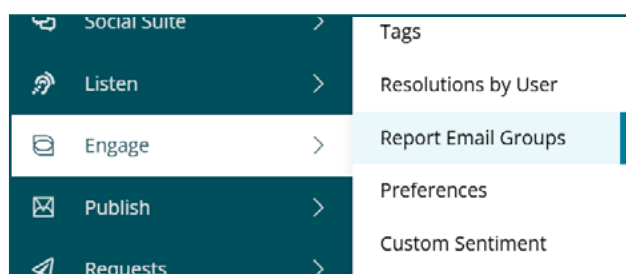 Social Suite
Listen
Engage
Publish
Requests
Tags
Resolutions by User
Report Email Groups
Preferences
Custom Sentiment